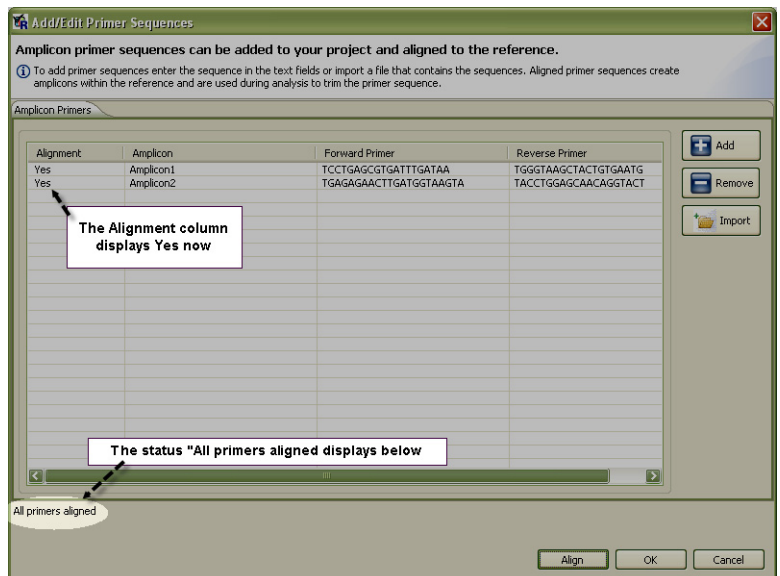 Add/Edit Primer Sequences
Amplicon primer sequences can be added to your project and aligned to the reference.
To add primer sequences enter the sequence in the text fields or import a file that contains the sequences. Aligned primer sequences create
amplicons within the reference and are used during analysis to trim the primer sequence.
Amplicon Primers
Alignment Amplicon Forward Primer Reverse Primer
Yes Amplicon1 TCCTGAGCGTGATTTGATAA TGGGTAAGCTACTGTGAATG
Yes Amplicon2 TGAGAGAACTTGATGGTAAGTA TACCTGGAGCAACAGGTACT
Add
Remove
Import
The Alignment column
displays Yes now
The status "All primers aligned displays below
All primers aligned
Align OK Cancel